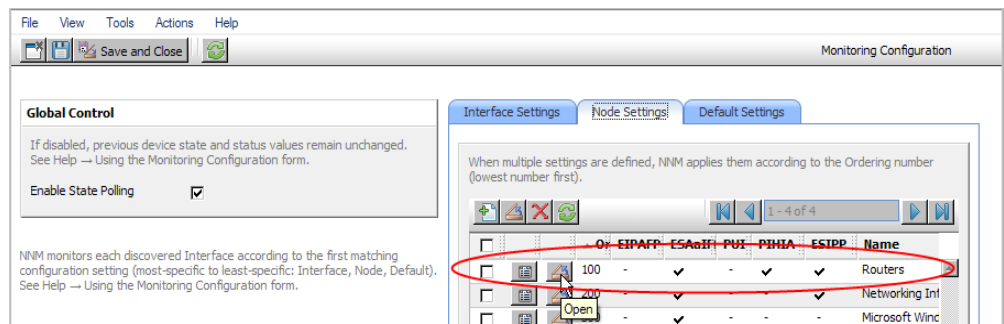 File View Tools Actions Help
Save and Close
Monitoring Configuration
Global Control
If disabled, previous device state and status values remain unchanged.
See Help → Using the Monitoring Configuration form.
Enable State Polling
NNM monitors each discovered Interface according to the first matching
configuration setting (most-specific to least-specific: Interface, Node, Default).
See Help → Using the Monitoring Configuration form.
Interface Settings Node Settings Default Settings
When multiple settings are defined, NNM applies them according to the Ordering number
(lowest number first).
1 - 4 of 4
Or EIPAFP ESAaIF PUI PIHIA ESIPP Name
100 - - Routers
200 - - Networking Inf
Open
- - - Microsoft Winc